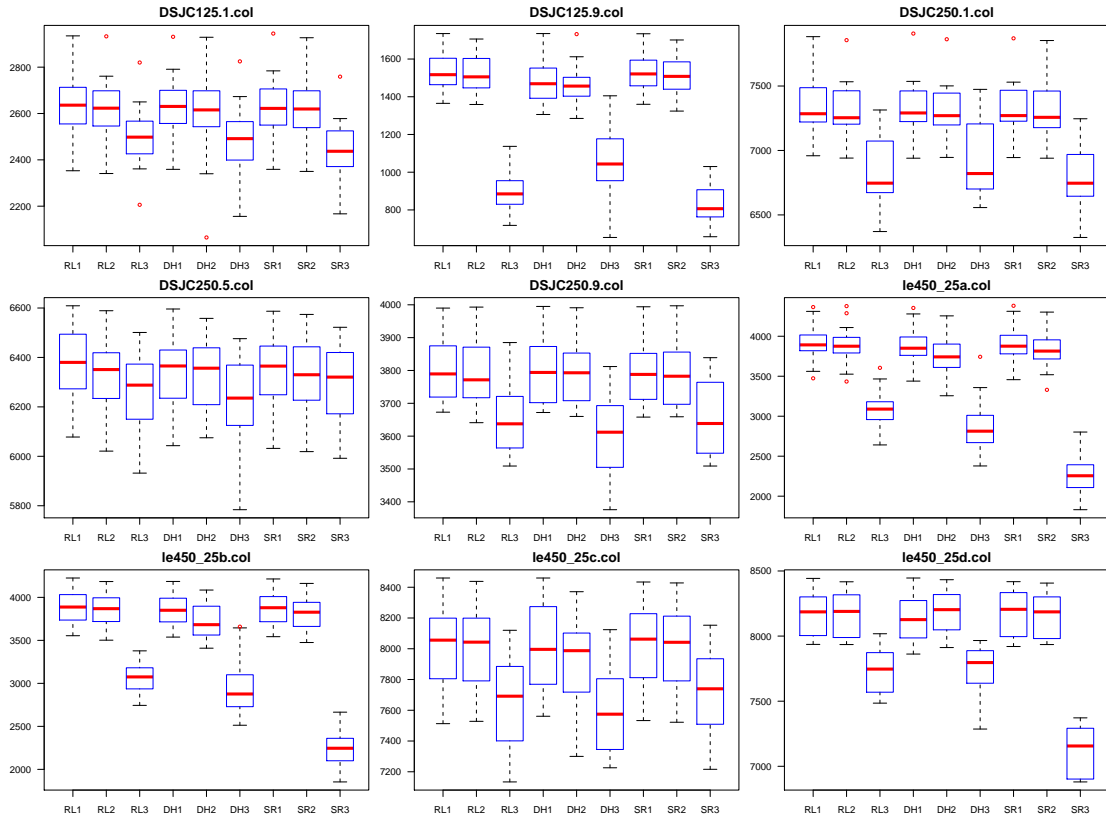 DSJC125.1.col
2800
2600
2400
2200
RL1 RL2 RL3 DH1 DH2 DH3 SR1 SR2 SR3
DSJC125.9.col
1600
1400
1200
1000
800
RL1 RL2 RL3 DH1 DH2 DH3 SR1 SR2 SR3
DSJC250.1.col
7500
7000
6500
RL1 RL2 RL3 DH1 DH2 DH3 SR1 SR2 SR3
DSJC250.5.col
6600
6400
6200
6000
5800
RL1 RL2 RL3 DH1 DH2 DH3 SR1 SR2 SR3
DSJC250.9.col
4000
3900
3800
3700
3600
3500
3400
RL1 RL2 RL3 DH1 DH2 DH3 SR1 SR2 SR3
le450_25a.col
4000
3500
3000
2500
2000
RL1 RL2 RL3 DH1 DH2 DH3 SR1 SR2 SR3
le450_25b.col
4000
3500
3000
2500
2000
RL1 RL2 RL3 DH1 DH2 DH3 SR1 SR2 SR3
le450_25c.col
8400
8200
8000
7800
7600
7400
7200
RL1 RL2 RL3 DH1 DH2 DH3 SR1 SR2 SR3
le450_25d.col
8500
8000
7500
7000
RL1 RL2 RL3 DH1 DH2 DH3 SR1 SR2 SR3